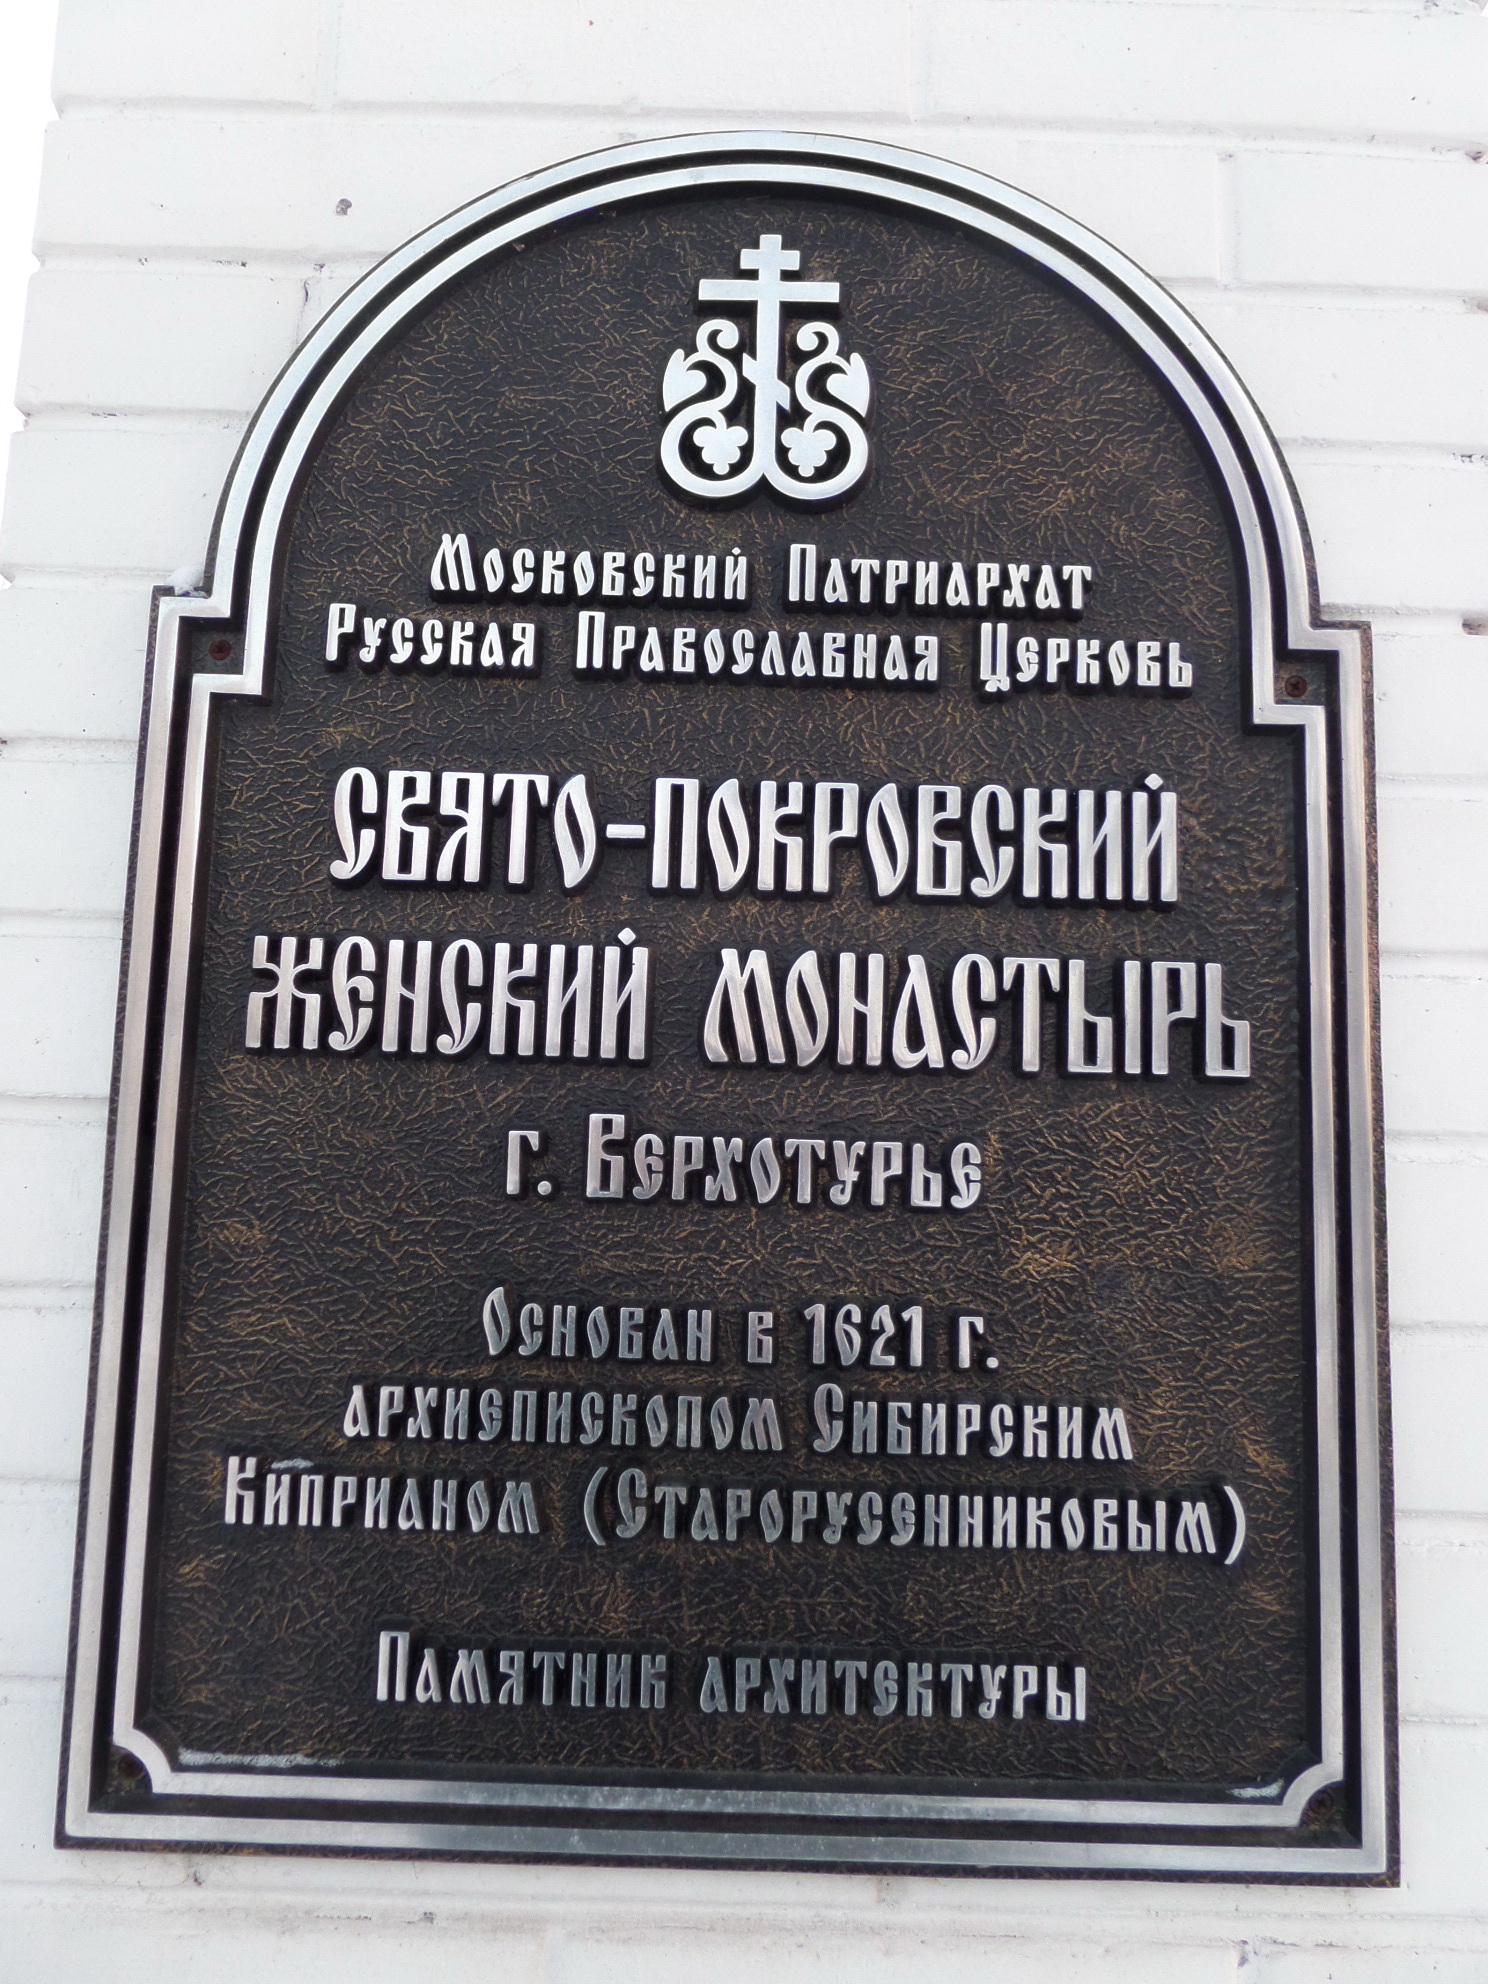 Московский Патриархат
Русская Православная Церковь
СВЯТО-ПОКРОВСКИЙ
ЖЕНСКИЙ МОНАСТЫРЬ
г. Верхотурье
Основан в 1621 г.
архиепископом Сибирским
Киприаном (Старорусенниковым)
Памятник архитектуры